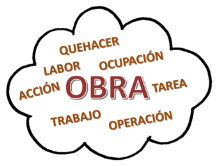 QUEHACER
LABOR OCUPACIÓN
ACCIÓN OBRA TAREA
TRABAJO OPERACIÓN